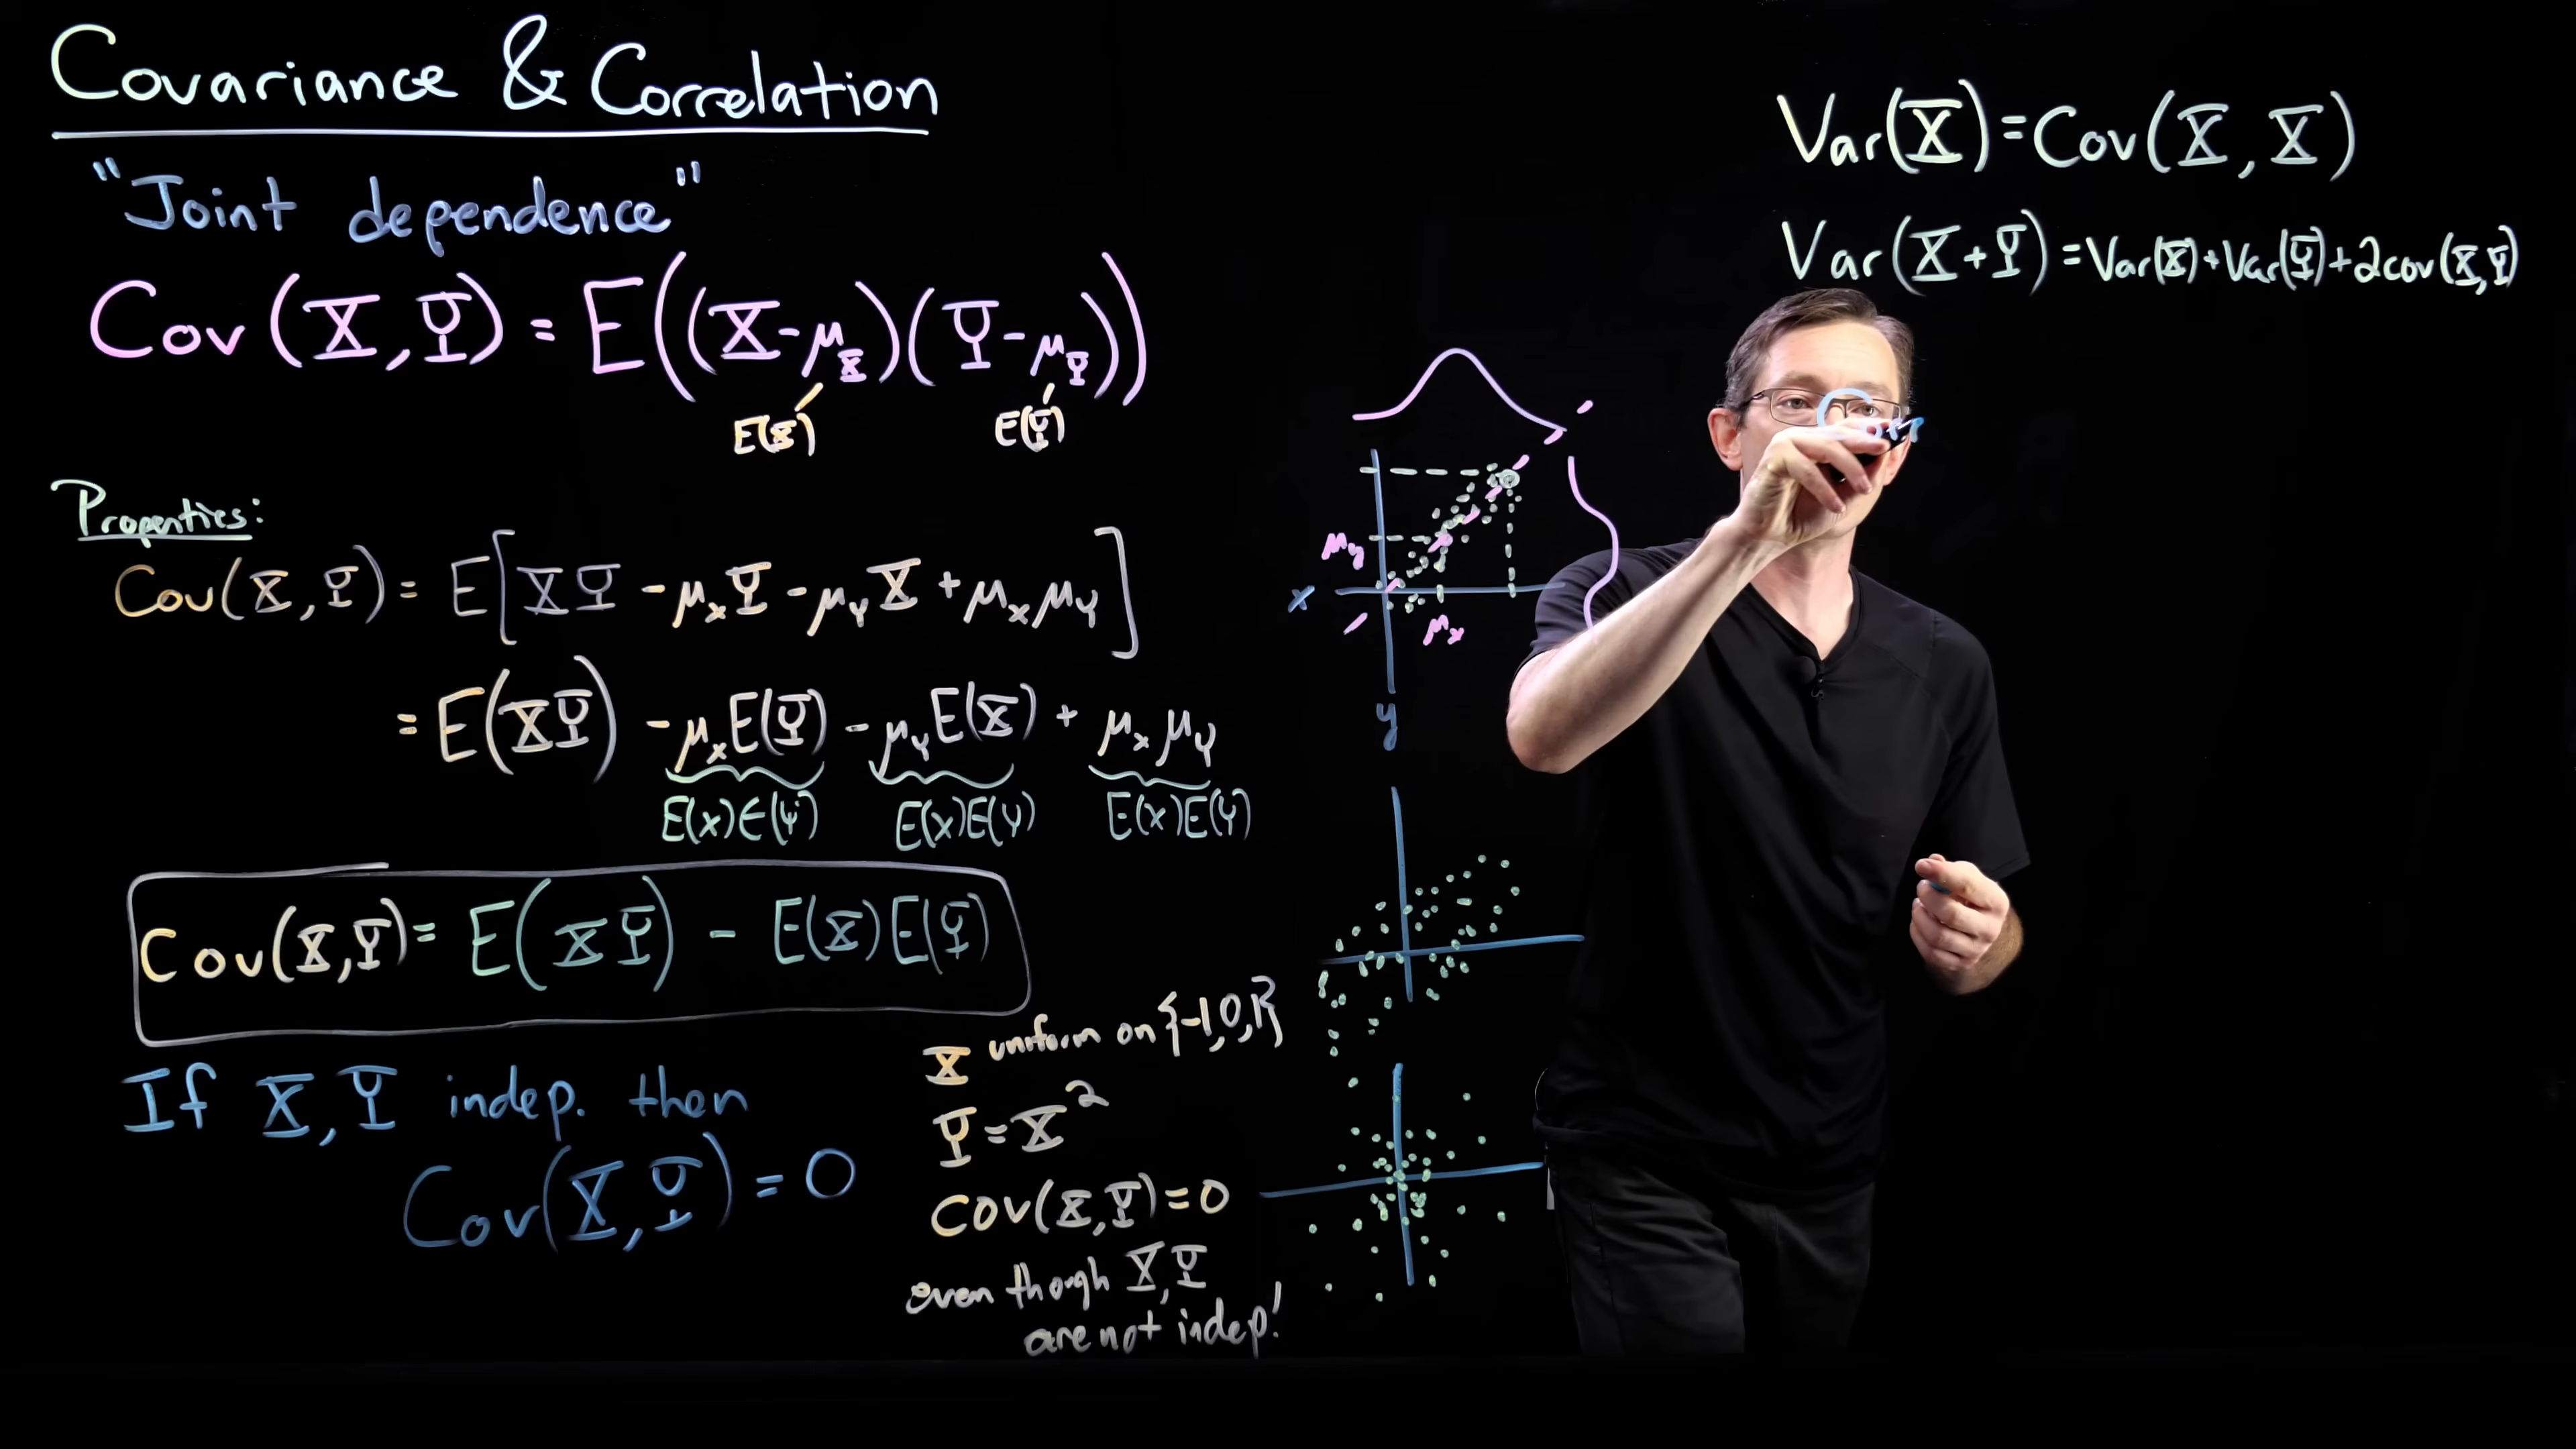 Covariance & Correlation
"Joint dependence"
Cov(X,Y) = E((X-μX)(Y-μY))
E(X) E(Y)
Properties:
Cov(X,Y) = E[XY - μxY - μYX + μxμY]
= E(XY) - μxE(Y) - μYE(X) + μxμY
E(x)E(Y) E(x)E(Y) E(x)E(Y)
Cov(X,Y) = E(XY) - E(X)E(Y)
If X,Y indep. then
Cov(X,Y) = 0
X uniform on {-1,0,1}
Y = X²
Cov(X,Y) = 0
even though X,Y
are not indep!
μy
x
μx
y
Var(X) = Cov(X,X)
Var(X+Y) = Var(X)+Var(Y)+2cov(X,Y)